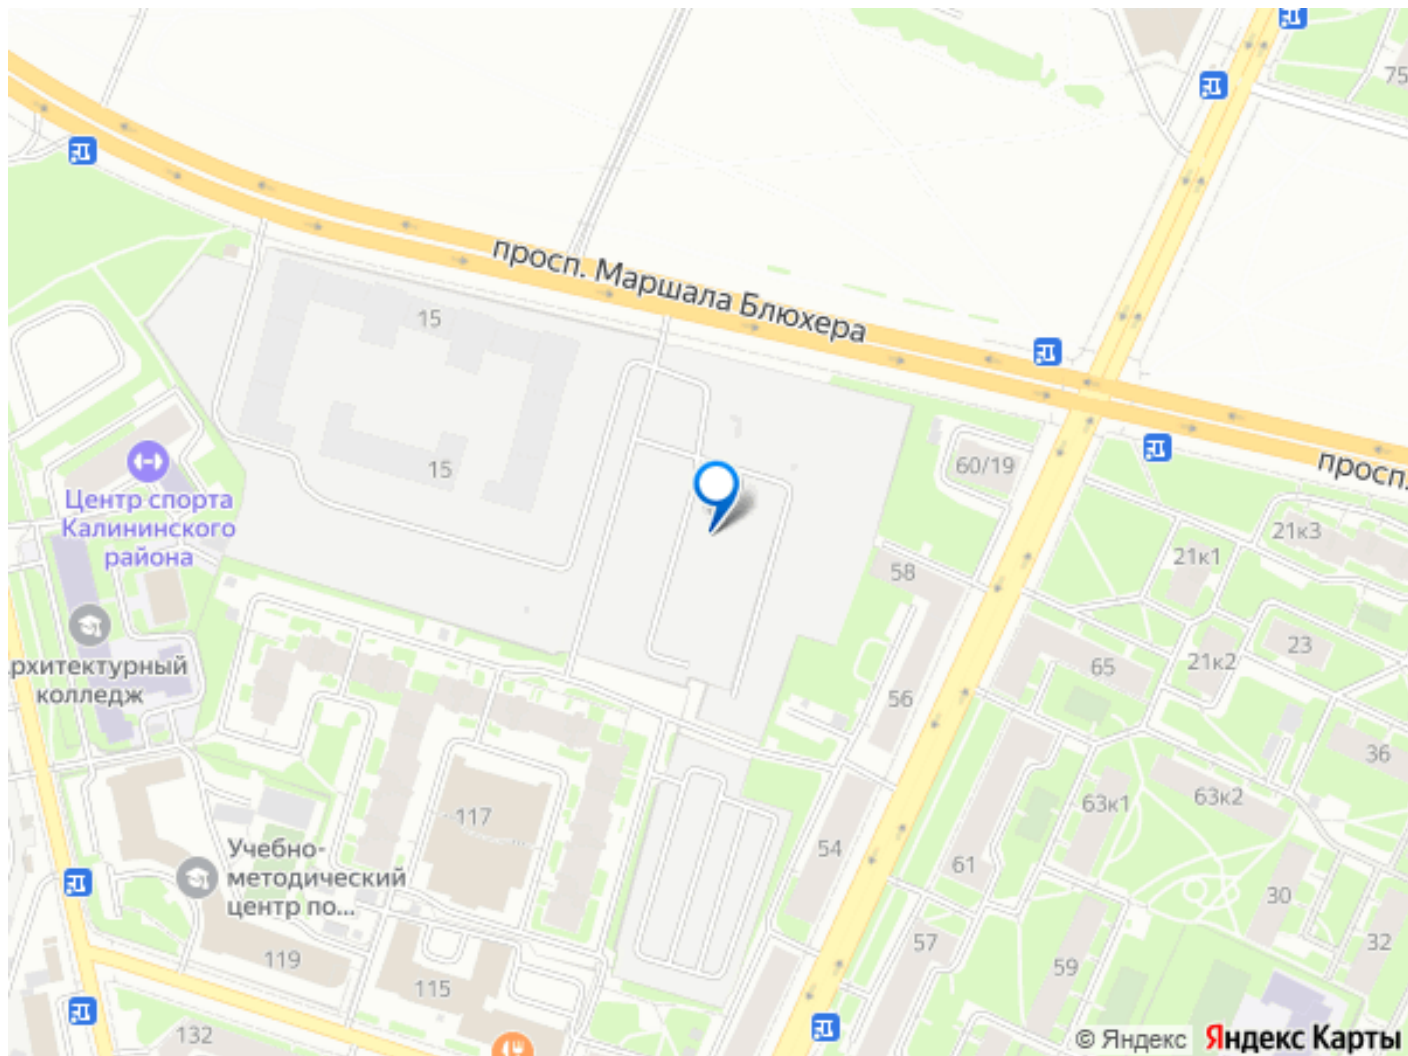 75
просп. Маршала Блюхера
15
15
60/19
просп.
Центр спорта
Калининского
района
21к3
21к1
58
рхитектурный
колледж
23
21к2
65
56
36
63к1
63к2
117
54
61
Учебно-
методический
центр по...
30
32
57
59
119
115
132
© Яндекс Яндекс Карты